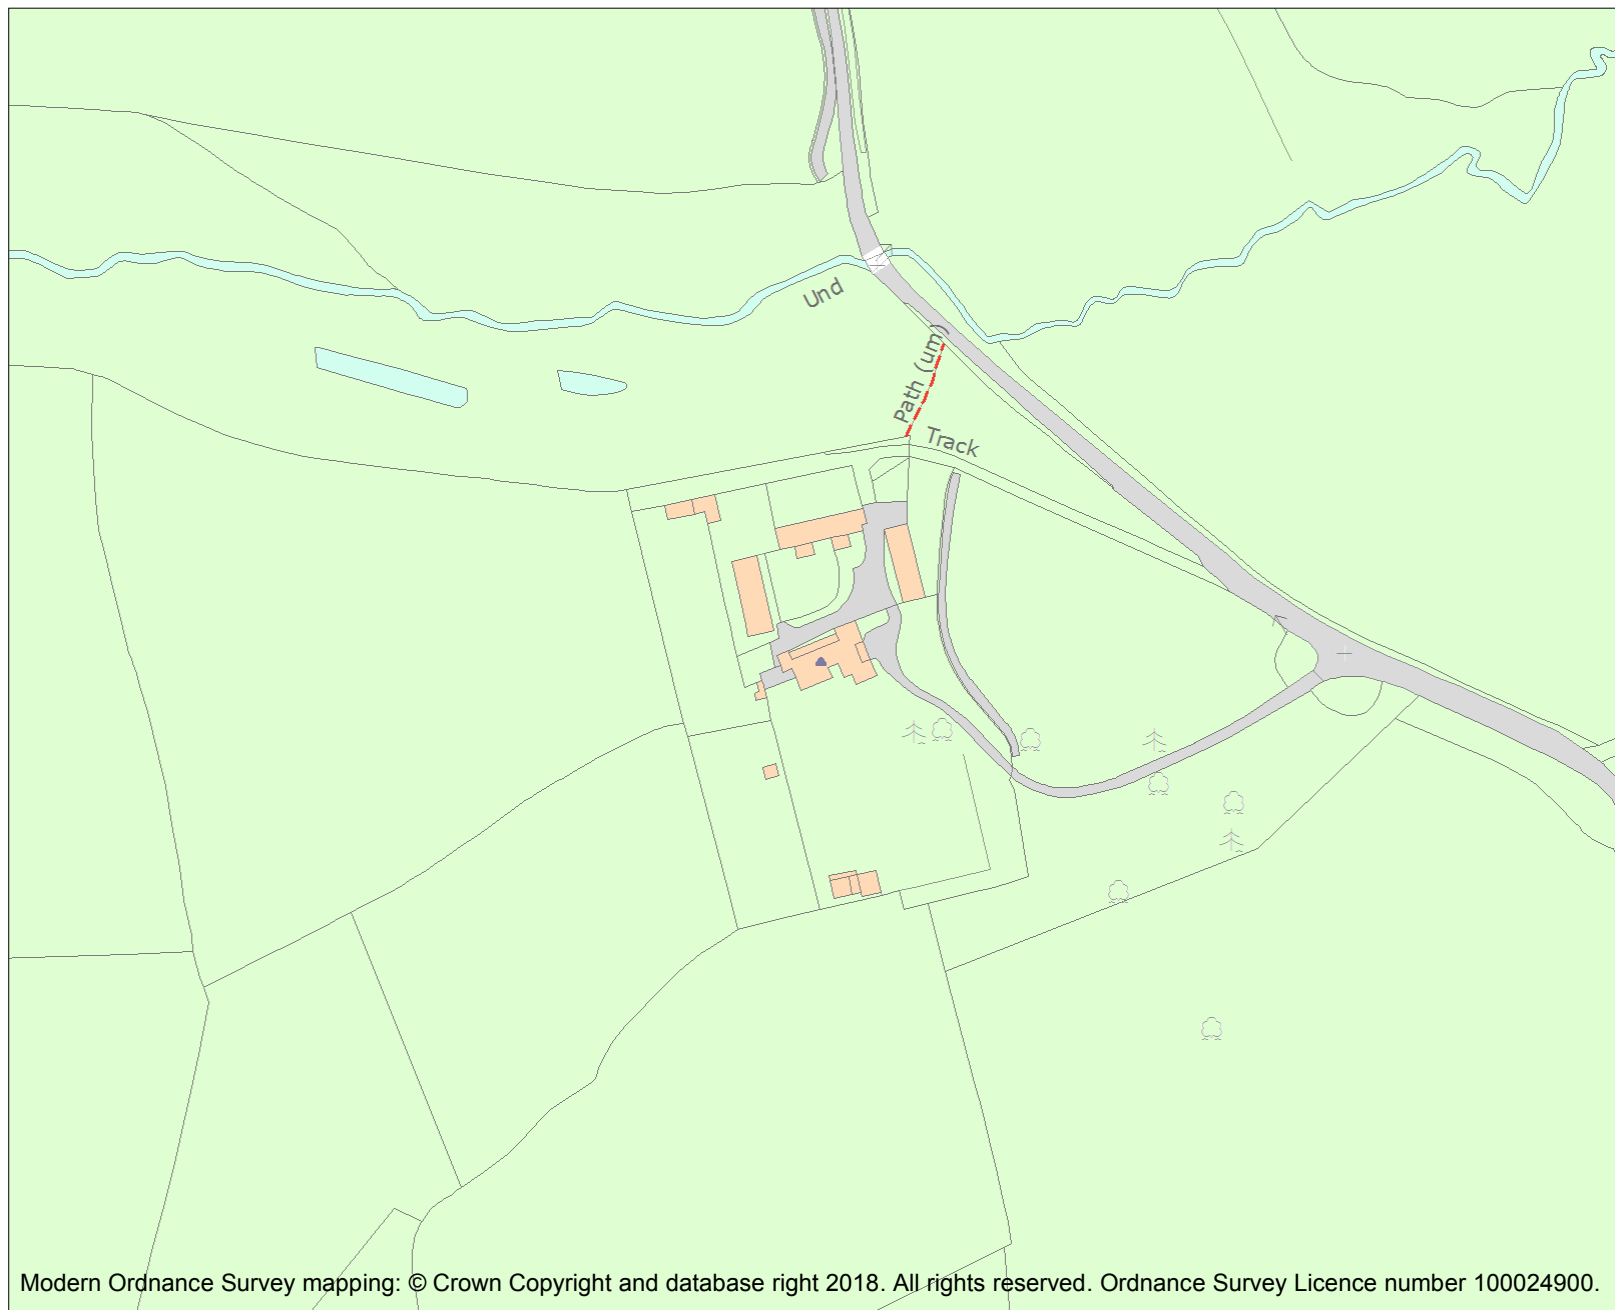 Und
Path (um)
Track
Modern Ordnance Survey mapping: © Crown Copyright and database right 2018. All rights reserved. Ordnance Survey Licence number 100024900.